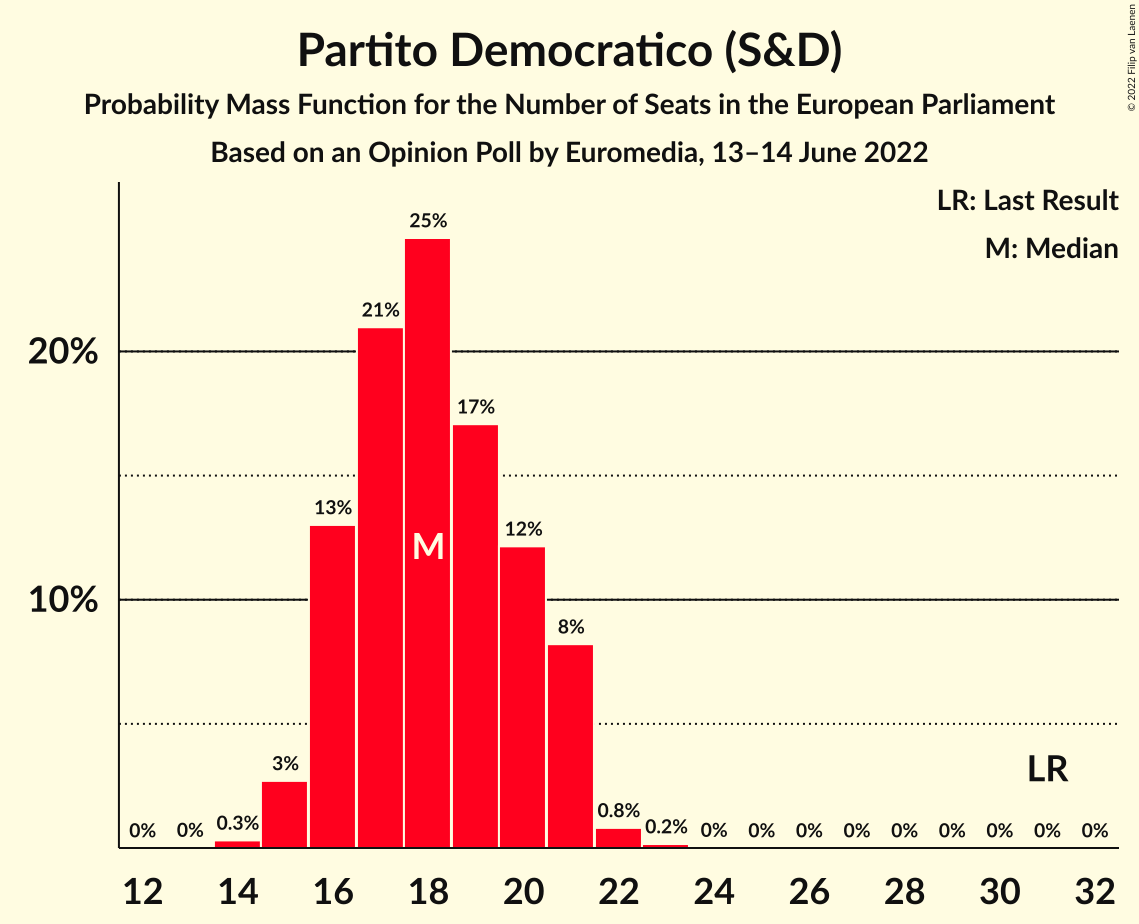 Partito Democratico (S&D)
Probability Mass Function for the Number of Seats in the European Parliament
Based on an Opinion Poll by Euromedia, 13–14 June 2022
© 2022 Filip van Laenen
LR: Last Result
M: Median
25%
21%
20%
17%
13%
12%
M
10%
8%
3%
LR
0% 0% 0.3% 0.8% 0.2% 0% 0% 0% 0% 0% 0% 0% 0% 0%
12 14 16 18 20 22 24 26 28 30 32